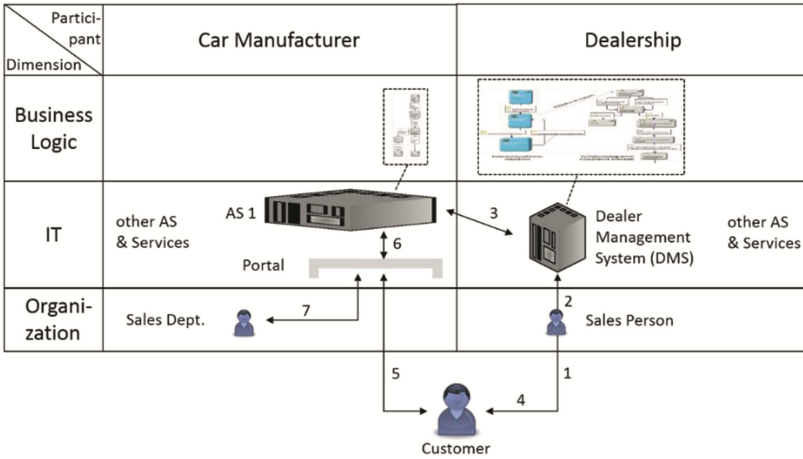 Partici-
pant
Dimension
Car Manufacturer
Dealership
Business
Logic
IT
other AS
& Services
AS 1
3
6
Portal
Dealer
Management
System (DMS)
other AS
& Services
Organi-
zation
Sales Dept.
7
2
Sales Person
5
1
4
Customer